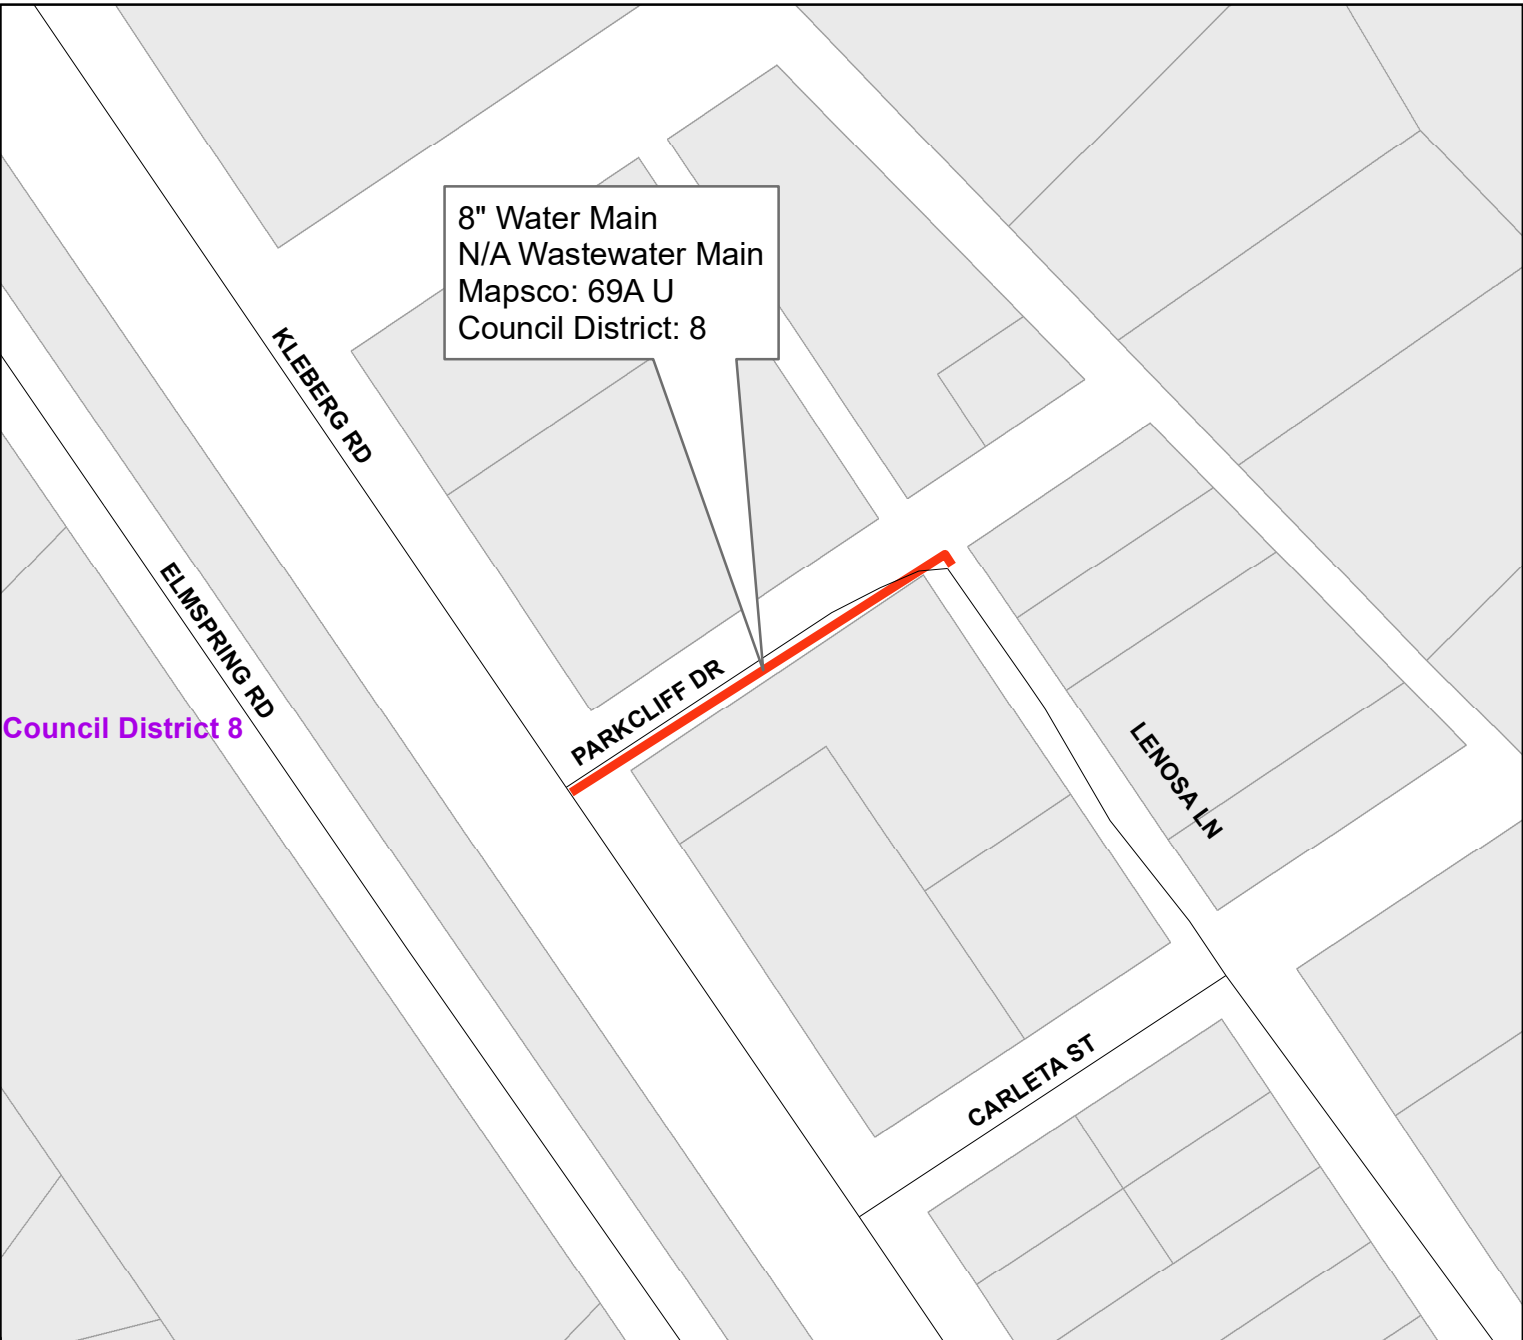 8" Water Main
N/A Wastewater Main
Mapsco: 69A U
Council District: 8
KLEBERG RD
ELMSPRING RD
PARKCLIFF DR
Council District 8
LENOSA LN
CARLETA ST